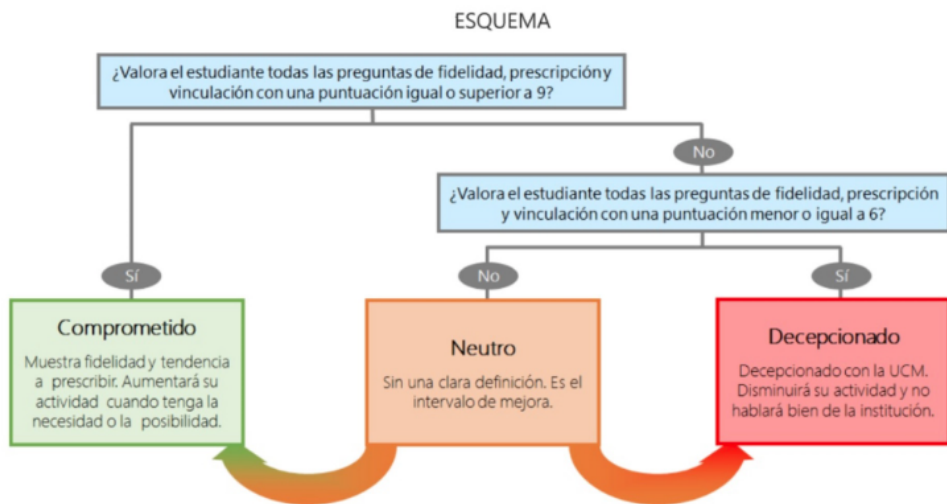 ESQUEMA
¿Valora el estudiante todas las preguntas de fidelidad, prescripción y
vinculación con una puntuación igual o superior a 9?
No
¿Valora el estudiante todas las preguntas de fidelidad, prescripción
y vinculación con una puntuación menor o igual a 6?
Sí
No
Sí
Comprometido
Muestra fidelidad y tendencia
a prescribir. Aumentará su
actividad cuando tenga la
necesidad o la posibilidad.
Neutro
Sin una clara definición. Es el
intervalo de mejora.
Decepcionado
Decepcionado con la UCM.
Disminuirá su actividad y no
hablará bien de la institución.